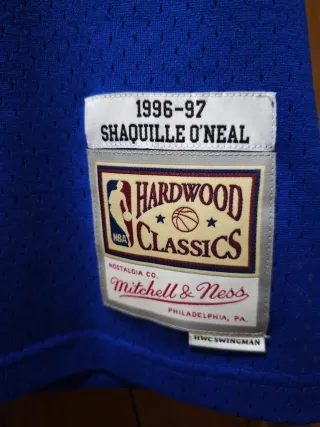 1996-97
SHAQUILLE O'NEAL
NBA
HARDWOOD
CLASSICS
NOSTALGIA CO.
Mitchell & Ness
PHILADELPHIA, PA.
HWC SWINGMAN